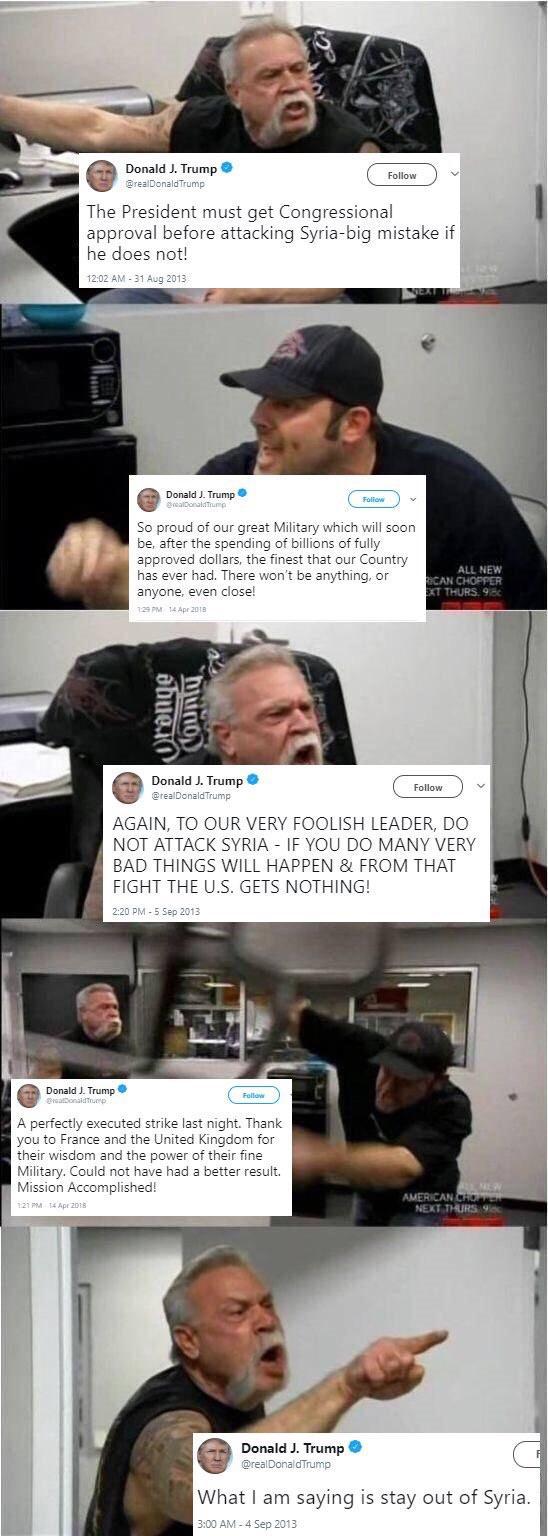 Donald J. Trump
@realDonaldTrump
Follow
The President must get Congressional
approval before attacking Syria-big mistake if
he does not!
12:02 AM - 31 Aug 2013
Donald J. Trump
@realDonaldTrump
Follow
So proud of our great Military which will soon
be, after the spending of billions of fully
approved dollars, the finest that our Country
has ever had. There won't be anything, or
anyone, even close!
1:29 PM 14 Apr 2018
ALL NEW
RICAN CHOPPER
EXT THURS. 9|8c
Orange
County
Donald J. Trump
@realDonaldTrump
Follow
AGAIN, TO OUR VERY FOOLISH LEADER, DO
NOT ATTACK SYRIA - IF YOU DO MANY VERY
BAD THINGS WILL HAPPEN & FROM THAT
FIGHT THE U.S. GETS NOTHING!
2:20 PM - 5 Sep 2013
Donald J. Trump
@realDonaldTrump
Follow
A perfectly executed strike last night. Thank
you to France and the United Kingdom for
their wisdom and the power of their fine
Military. Could not have had a better result.
Mission Accomplished!
1:21 PM 14 Apr 2018
ALL NEW
AMERICAN CHOPPER
NEXT THURS. 9|8c
Donald J. Trump
@realDonaldTrump
F
What I am saying is stay out of Syria.
3:00 AM - 4 Sep 2013